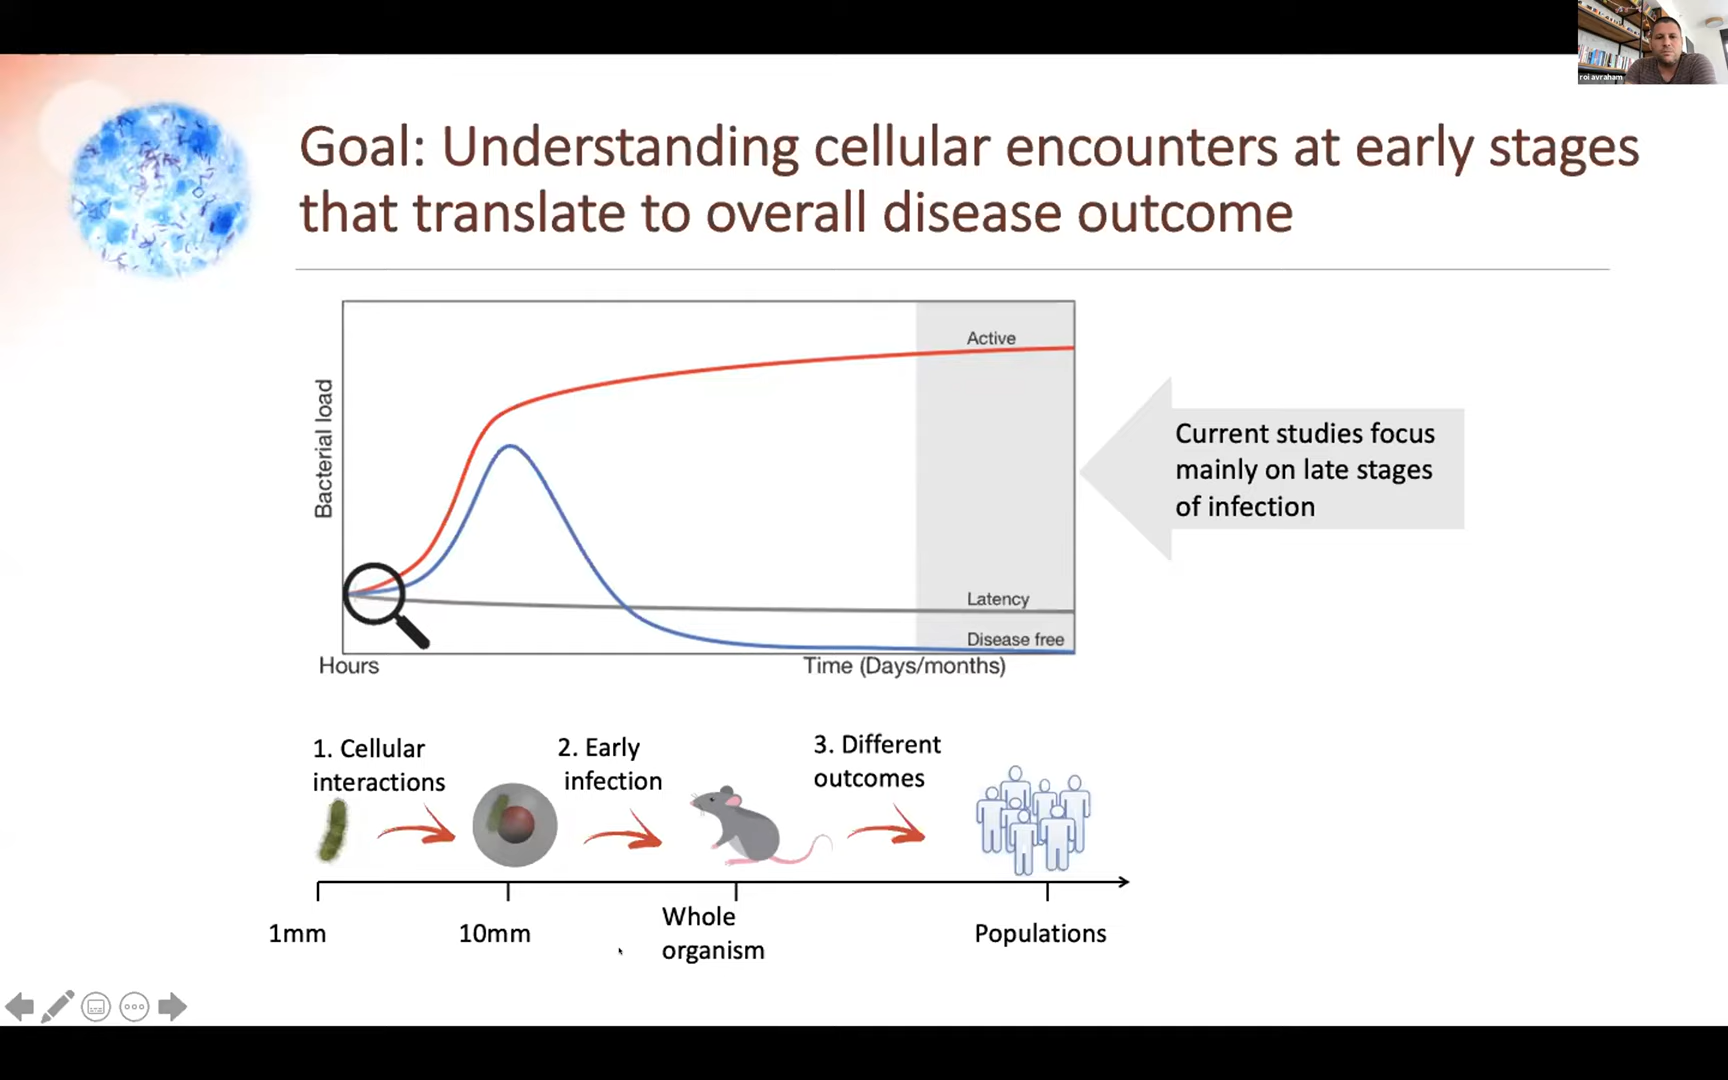 roi avraham
Goal: Understanding cellular encounters at early stages
that translate to overall disease outcome
Active
Bacterial load
Current studies focus
mainly on late stages
of infection
Latency
Disease free
Hours
Time (Days/months)
1. Cellular
interactions
2. Early
infection
3. Different
outcomes
1mm
10mm
Whole
organism
Populations